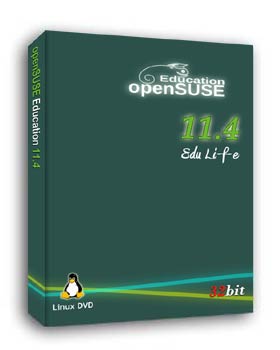 openSUSE Education 11.4
Education
openSUSE
11.4
Edu Li-f-e
Linux DVD
32bit